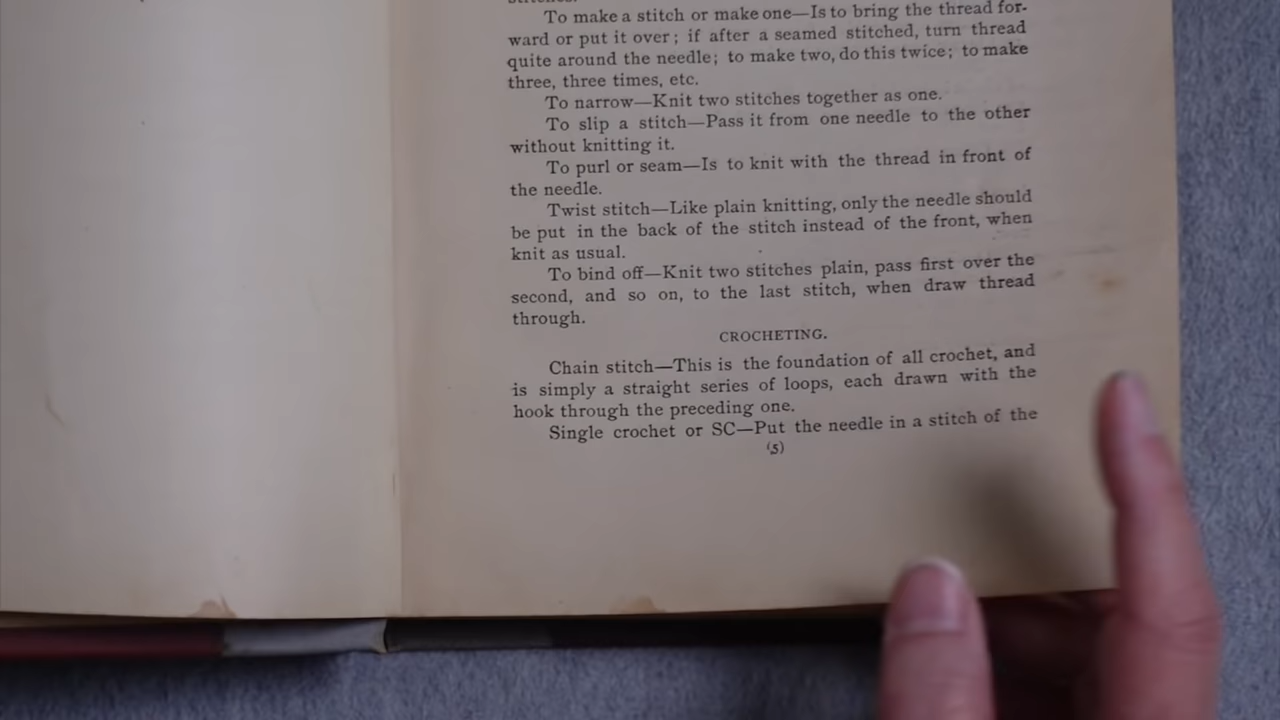 To make a stitch or make one—Is to bring the thread for-
ward or put it over; if after a seamed stitched, turn thread
quite around the needle; to make two, do this twice; to make
three, three times, etc.
To narrow—Knit two stitches together as one.
To slip a stitch—Pass it from one needle to the other
without knitting it.
To purl or seam—Is to knit with the thread in front of
the needle.
Twist stitch—Like plain knitting, only the needle should
be put in the back of the stitch instead of the front, when
knit as usual.
To bind off—Knit two stitches plain, pass first over the
second, and so on, to the last stitch, when draw thread
through.
CROCHETING.
Chain stitch—This is the foundation of all crochet, and
is simply a straight series of loops, each drawn with the
hook through the preceding one.
Single crochet or SC—Put the needle in a stitch of the
(5)